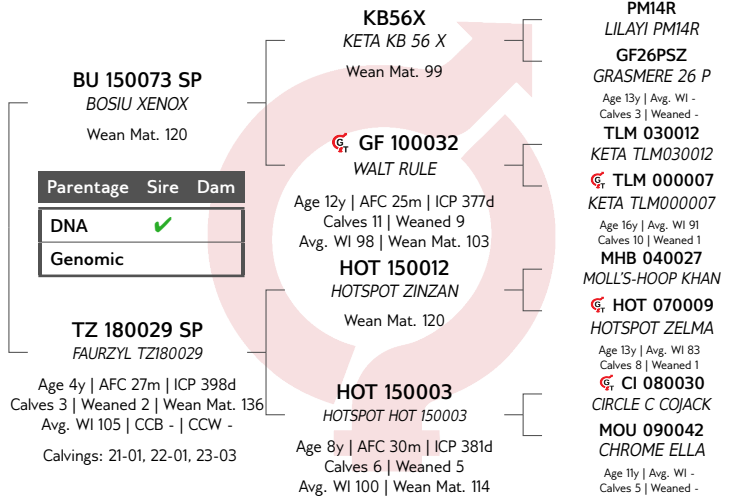 BU 150073 SP
BOSIU XENOX
Wean Mat. 120
Parentage Sire Dam
DNA ✔
Genomic
TZ 180029 SP
FAURZYL TZ180029
Age 4y | AFC 27m | ICP 398d
Calves 3 | Weaned 2 | Wean Mat. 136
Avg. WI 105 | CCB - | CCW -
Calvings: 21-01, 22-01, 23-03
KB56X
KETA KB 56 X
Wean Mat. 99
GT GF 100032
WALT RULE
Age 12y | AFC 25m | ICP 377d
Calves 11 | Weaned 9
Avg. WI 98 | Wean Mat. 103
HOT 150012
HOTSPOT ZINZAN
Wean Mat. 120
HOT 150003
HOTSPOT HOT 150003
Age 8y | AFC 30m | ICP 381d
Calves 6 | Weaned 5
Avg. WI 100 | Wean Mat. 114
PM14R
LILAYI PM14R
GF26PSZ
GRASMERE 26 P
Age 13y | Avg. WI -
Calves 3 | Weaned -
TLM 030012
KETA TLM030012
GT TLM 000007
KETA TLM000007
Age 16y | Avg. WI 91
Calves 10 | Weaned 1
MHB 040027
MOLL'S-HOOP KHAN
GT HOT 070009
HOTSPOT ZELMA
Age 13y | Avg. WI 83
Calves 8 | Weaned 1
GT CI 080030
CIRCLE C COJACK
MOU 090042
CHROME ELLA
Age 11y | Avg. WI -
Calves 5 | Weaned -